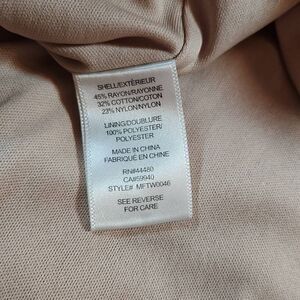 SHELL/EXTÉRIEUR
45% RAYON/RAYONNE
32% COTTON/COTON
23% NYLON/NYLON
LINING/DOUBLURE
100% POLYESTER/
POLYESTER
MADE IN CHINA
FABRIQUÉ EN CHINE
RN#44480
CA#59940
STYLE# MFTW0046
SEE REVERSE
FOR CARE